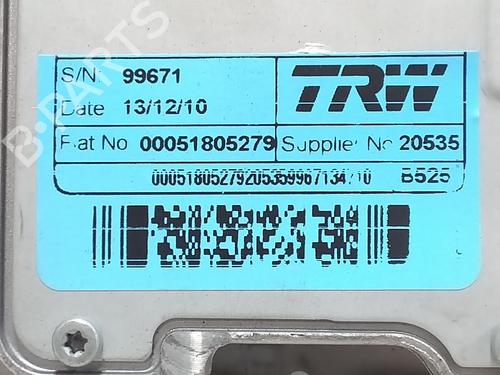 S/N: 99671
TRW
Date 13/12/10
Fiat No 00051805279 Supplier No 20535
B525
B-PARTS